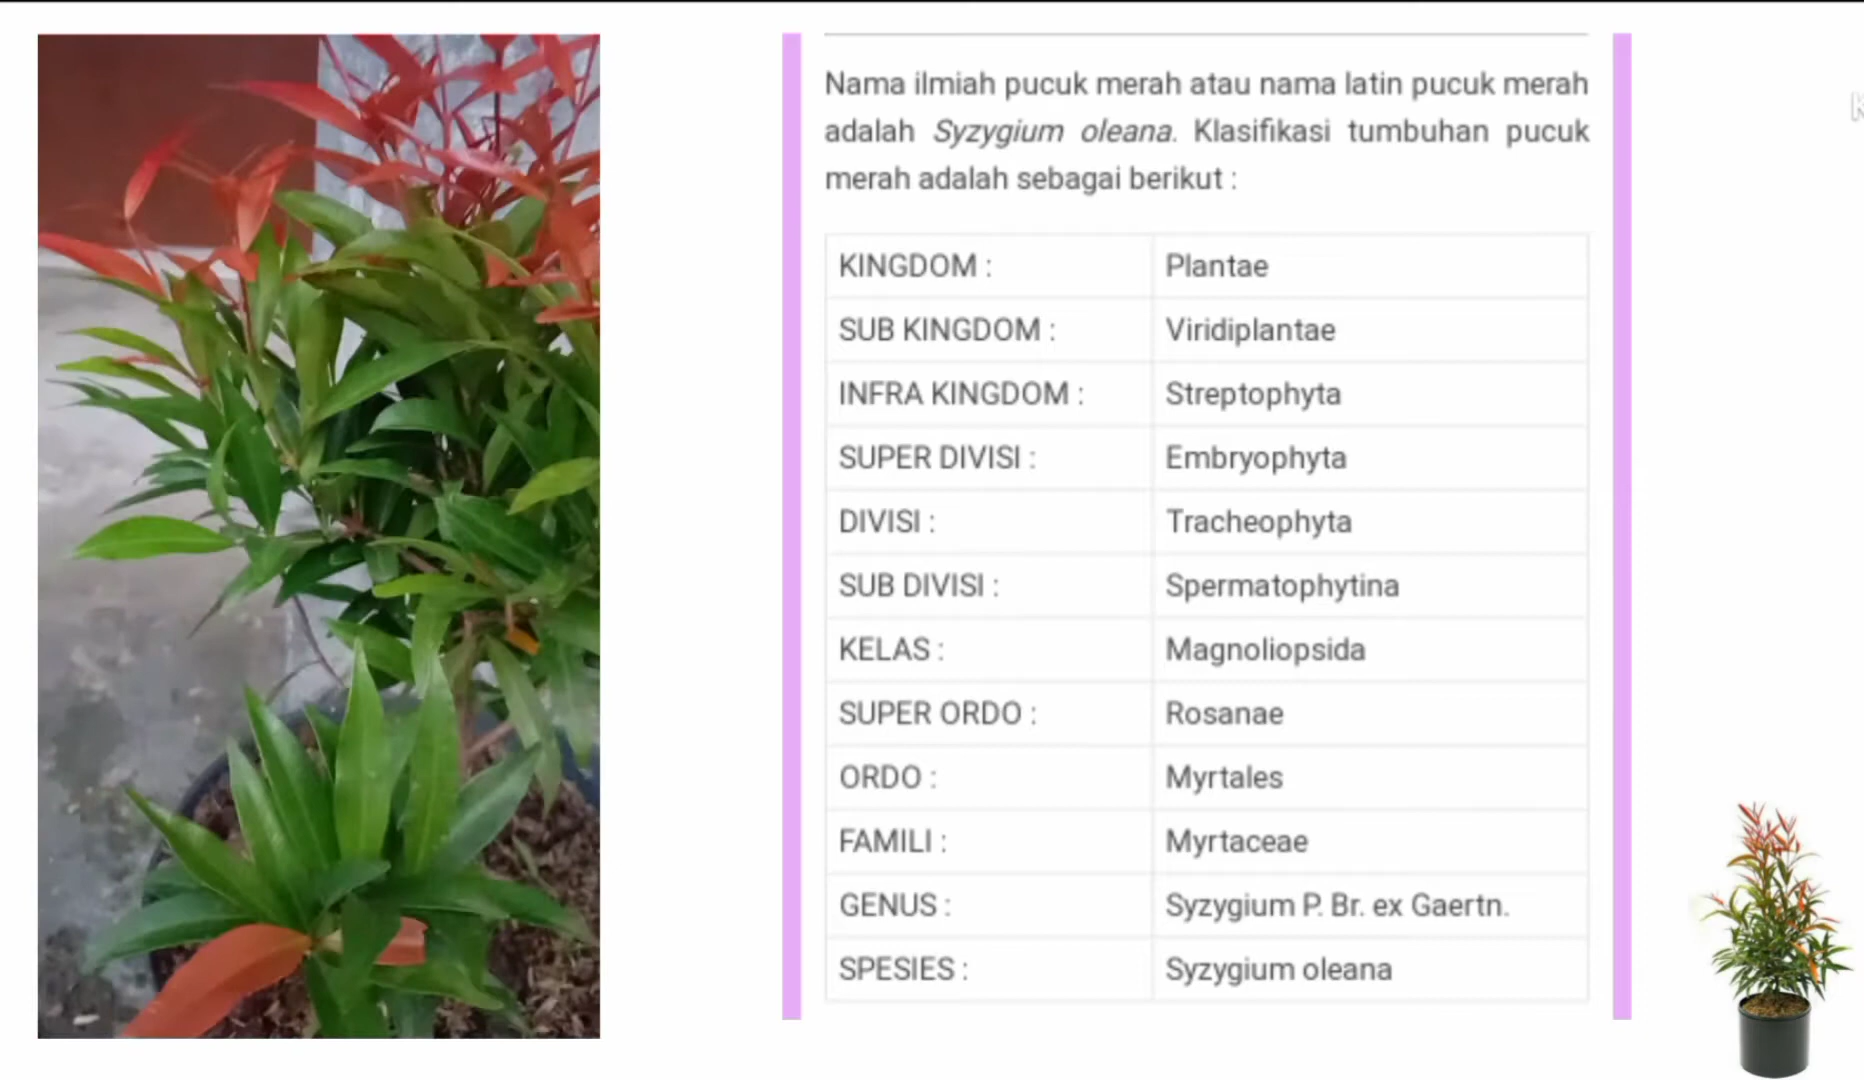 Nama ilmiah pucuk merah atau nama latin pucuk merah
adalah Syzygium oleana. Klasifikasi tumbuhan pucuk
merah adalah sebagai berikut :
KINGDOM : Plantae
SUB KINGDOM : Viridiplantae
INFRA KINGDOM : Streptophyta
SUPER DIVISI : Embryophyta
DIVISI : Tracheophyta
SUB DIVISI : Spermatophytina
KELAS : Magnoliopsida
SUPER ORDO : Rosanae
ORDO : Myrtales
FAMILI : Myrtaceae
GENUS : Syzygium P. Br. ex Gaertn.
SPESIES : Syzygium oleana